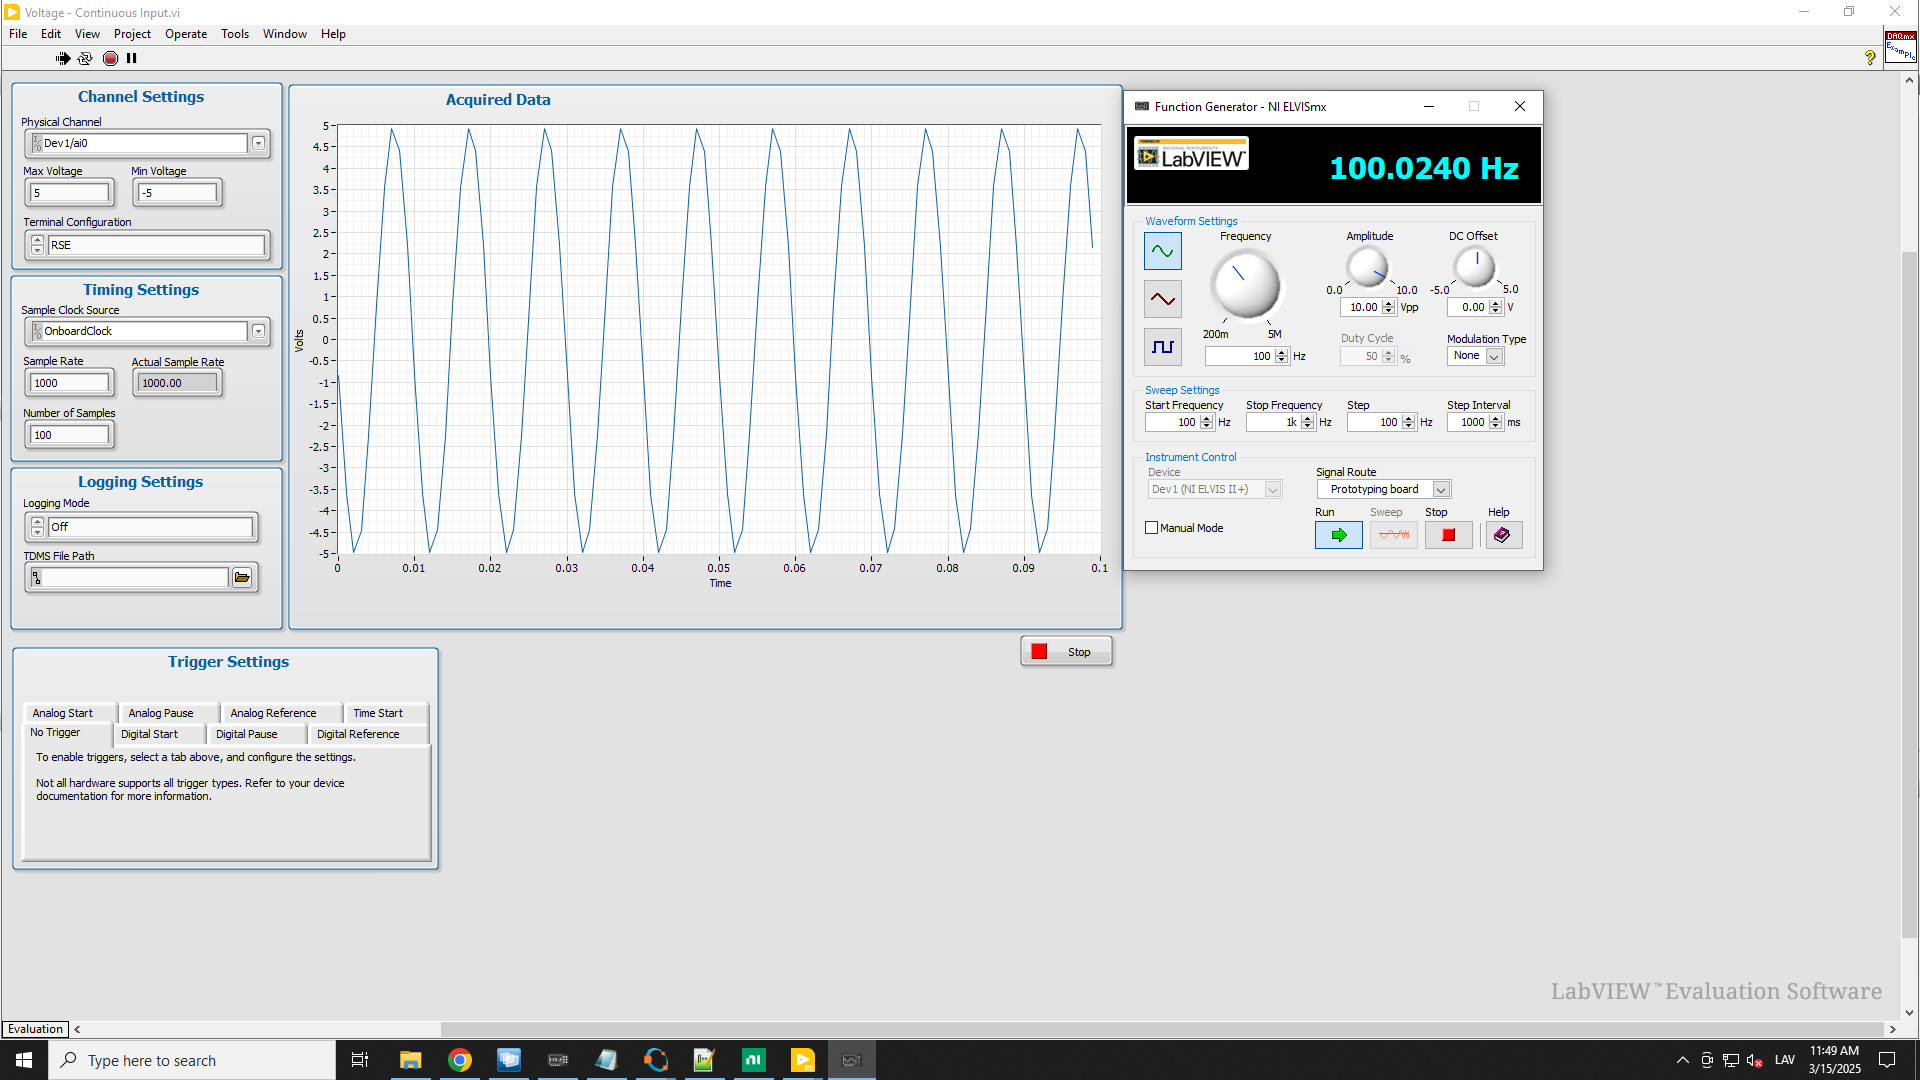 Voltage - Continuous Input.vi
File Edit View Project Operate Tools Window Help
DAQmx
Example
Channel Settings
Physical Channel
Dev1/ai0
Max Voltage Min Voltage
5 -5
Terminal Configuration
RSE
Timing Settings
Sample Clock Source
OnboardClock
Sample Rate Actual Sample Rate
1000 1000.00
Number of Samples
100
Logging Settings
Logging Mode
Off
TDMS File Path
Acquired Data
Volts
5
4.5
4
3.5
3
2.5
2
1.5
1
0.5
0
-0.5
-1
-1.5
-2
-2.5
-3
-3.5
-4
-4.5
-5
0 0.01 0.02 0.03 0.04 0.05 0.06 0.07 0.08 0.09 0.1
Time
Stop
Trigger Settings
Analog Start Analog Pause Analog Reference Time Start
No Trigger Digital Start Digital Pause Digital Reference
To enable triggers, select a tab above, and configure the settings.
Not all hardware supports all trigger types. Refer to your device
documentation for more information.
Function Generator - NI ELVISmx
POWERED BY
NATIONAL INSTRUMENTS
LabVIEW™
100.0240 Hz
Waveform Settings
Frequency Amplitude DC Offset
0.0 10.0 -5.0 5.0
10.00 Vpp 0.00 V
200m 5M
100 Hz
Duty Cycle
50 %
Modulation Type
None
Sweep Settings
Start Frequency Stop Frequency Step Step Interval
100 Hz 1k Hz 100 Hz 1000 ms
Instrument Control
Device Signal Route
Dev1 (NI ELVIS II+) Prototyping board
Run Sweep Stop Help
Manual Mode
LabVIEW™ Evaluation Software
Evaluation
Type here to search
LAV
11:49 AM
3/15/2025